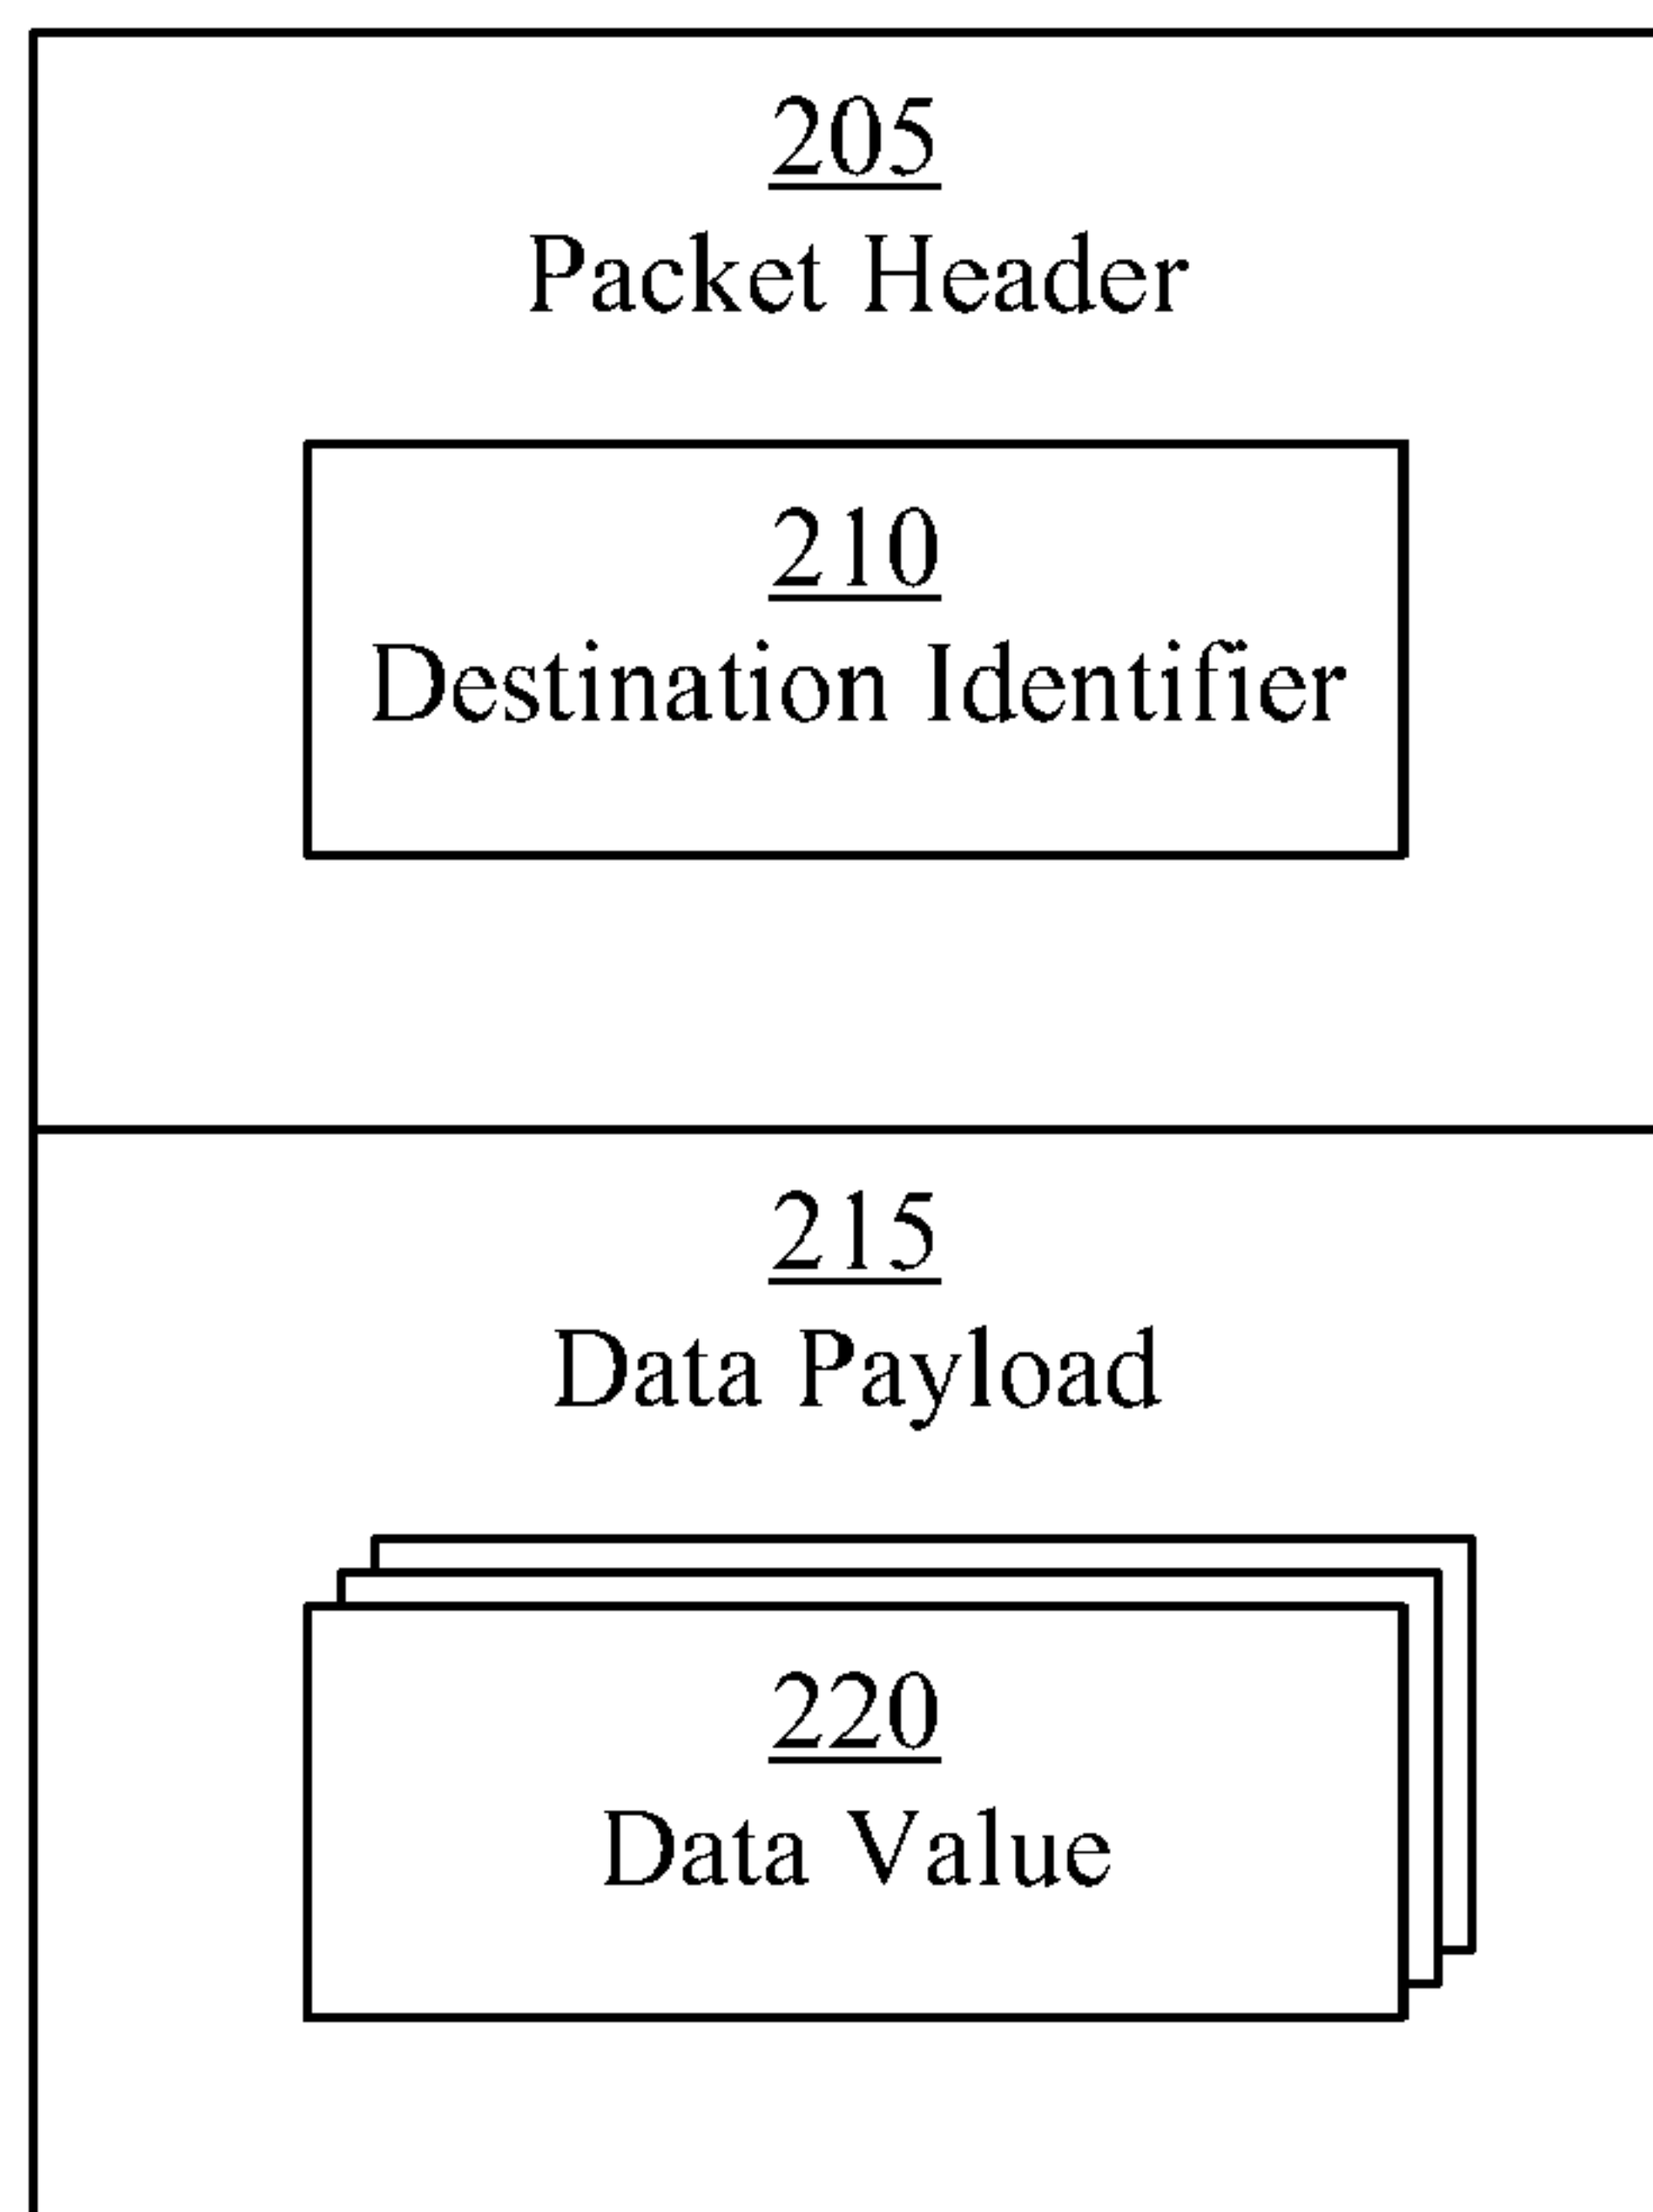 205
Packet Header
210
Destination Identifier
215
Data Payload
220
Data Value